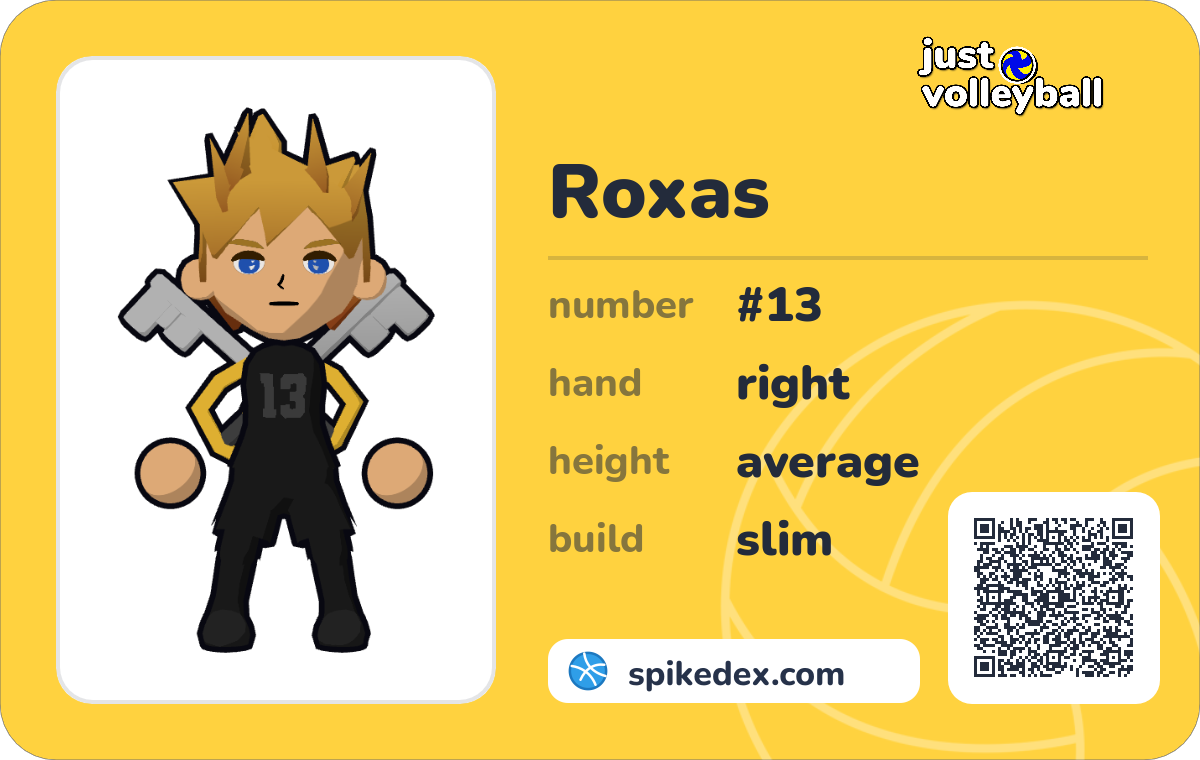 just
volleyball
Roxas
number #13
hand right
height average
build slim
13
spikedex.com